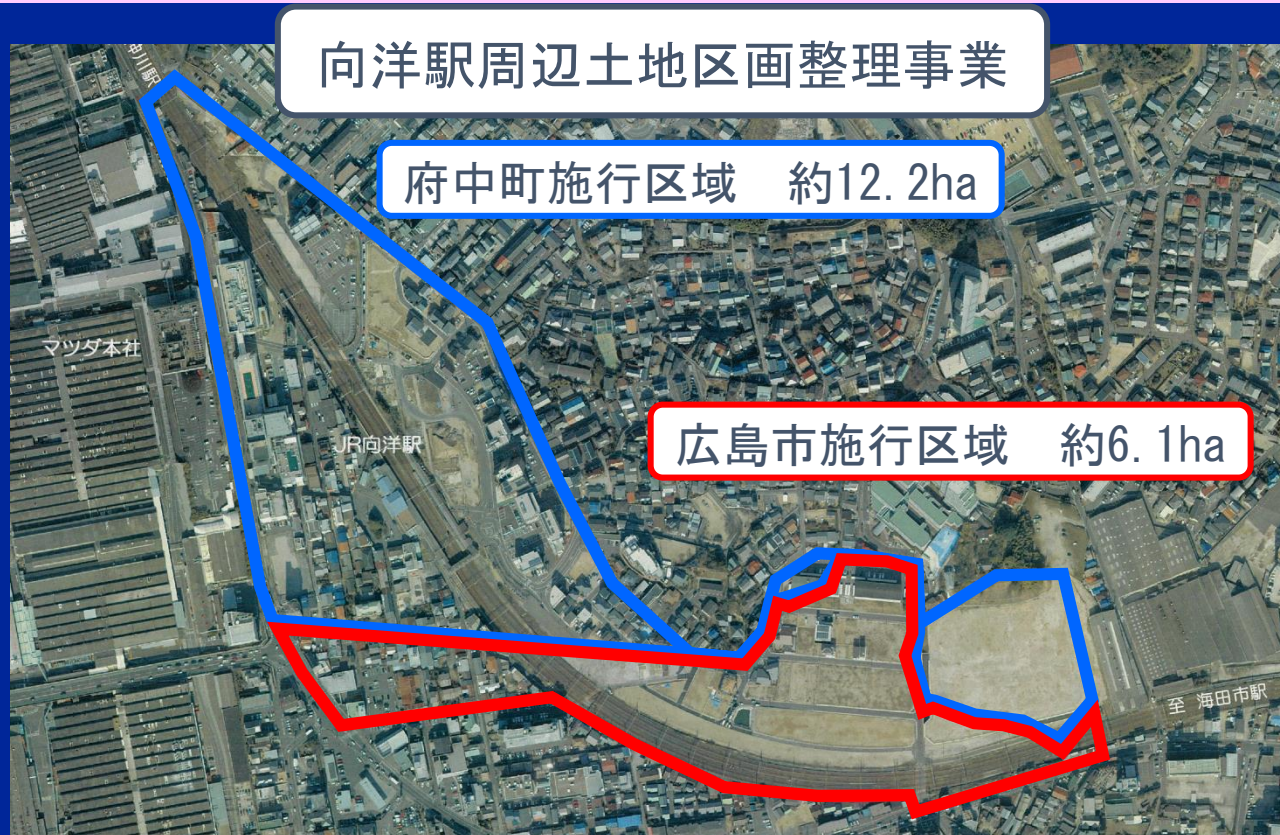 向洋駅周辺土地区画整理事業
府中町施行区域　約12.2ha
マツダ本社
広島市施行区域　約6.1ha
JR向洋駅
至 海田市駅